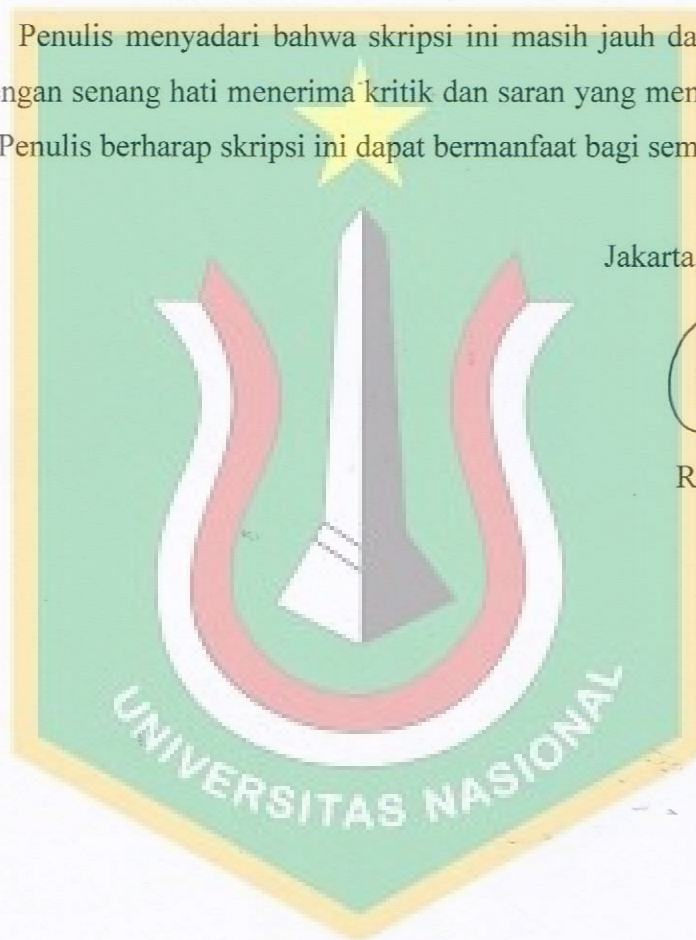 Penulis menyadari bahwa skripsi ini masih jauh da
ngan senang hati menerima kritik dan saran yang men
Penulis berharap skripsi ini dapat bermanfaat bagi sem
Jakarta
R
UNIVERSITAS NASIONAL